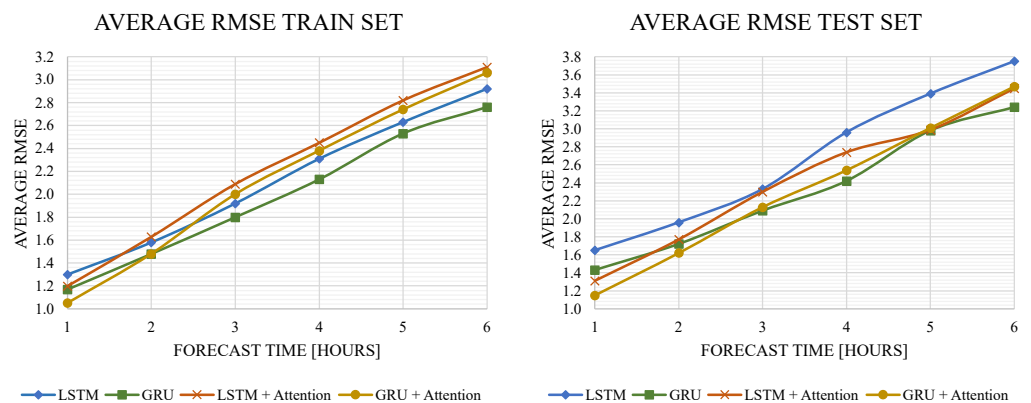 AVERAGE RMSE TRAIN SET
3.2
3.0
2.8
2.6
2.4
2.2
2.0
1.8
1.6
1.4
1.2
1.0
AVERAGE RMSE
1 2 3 4 5 6
FORECAST TIME [HOURS]
LSTM GRU LSTM + Attention GRU + Attention
AVERAGE RMSE TEST SET
3.8
3.6
3.4
3.2
3.0
2.8
2.6
2.4
2.2
2.0
1.8
1.6
1.4
1.2
1.0
AVERAGE RMSE
1 2 3 4 5 6
FORECAST TIME [HOURS]
LSTM GRU LSTM + Attention GRU + Attention